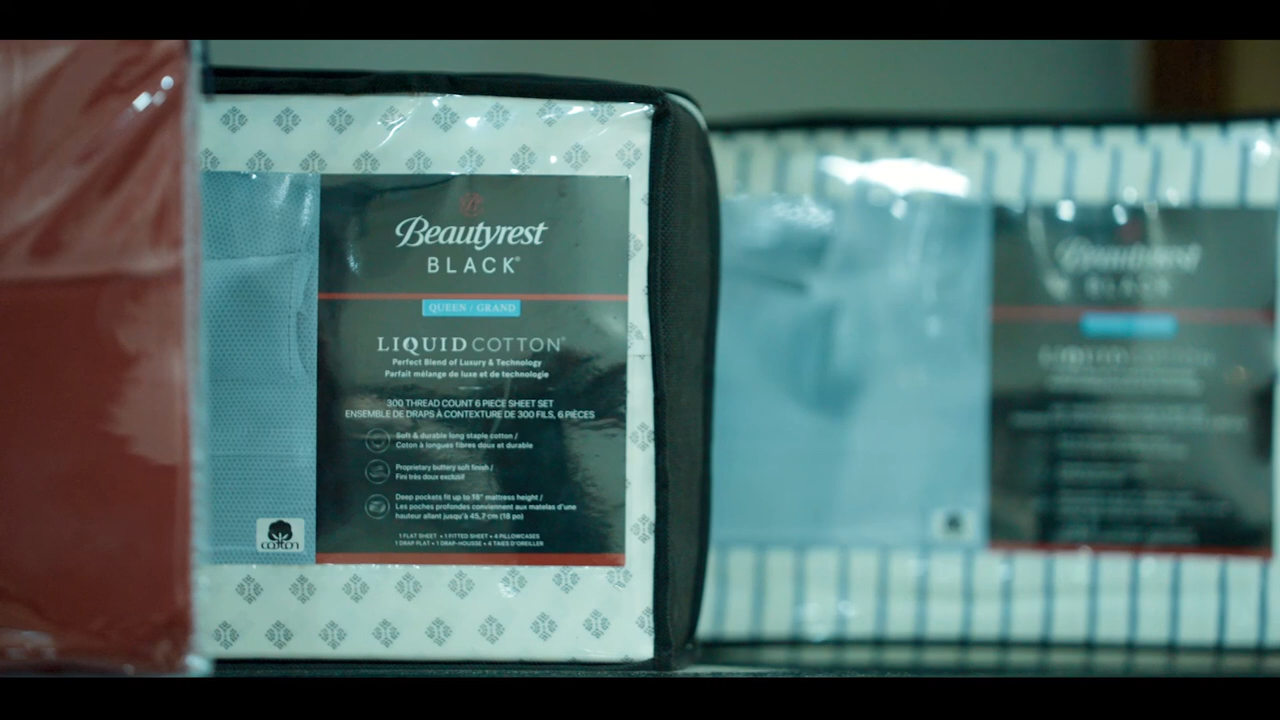 Beautyrest
BLACK®
QUEEN / GRAND
LIQUID COTTON®
Perfect Blend of Luxury & Technology
Parfait mélange de luxe et de technologie
300 THREAD COUNT 6 PIECE SHEET SET
ENSEMBLE DE DRAPS À CONTEXTURE DE 300 FILS, 6 PIÈCES
Soft & durable long staple cotton /
Coton à longues fibres doux et durable
Proprietary buttery soft finish /
Fini très doux exclusif
Deep pockets fit up to 18" mattress height /
Les poches profondes conviennent aux matelas d'une
hauteur allant jusqu'à 45,7 cm (18 po)
1 FLAT SHEET • 1 FITTED SHEET • 4 PILLOWCASES
1 DRAP PLAT • 1 DRAP-HOUSSE • 4 TAIES D'OREILLER
cotton
Beautyrest
BLACK